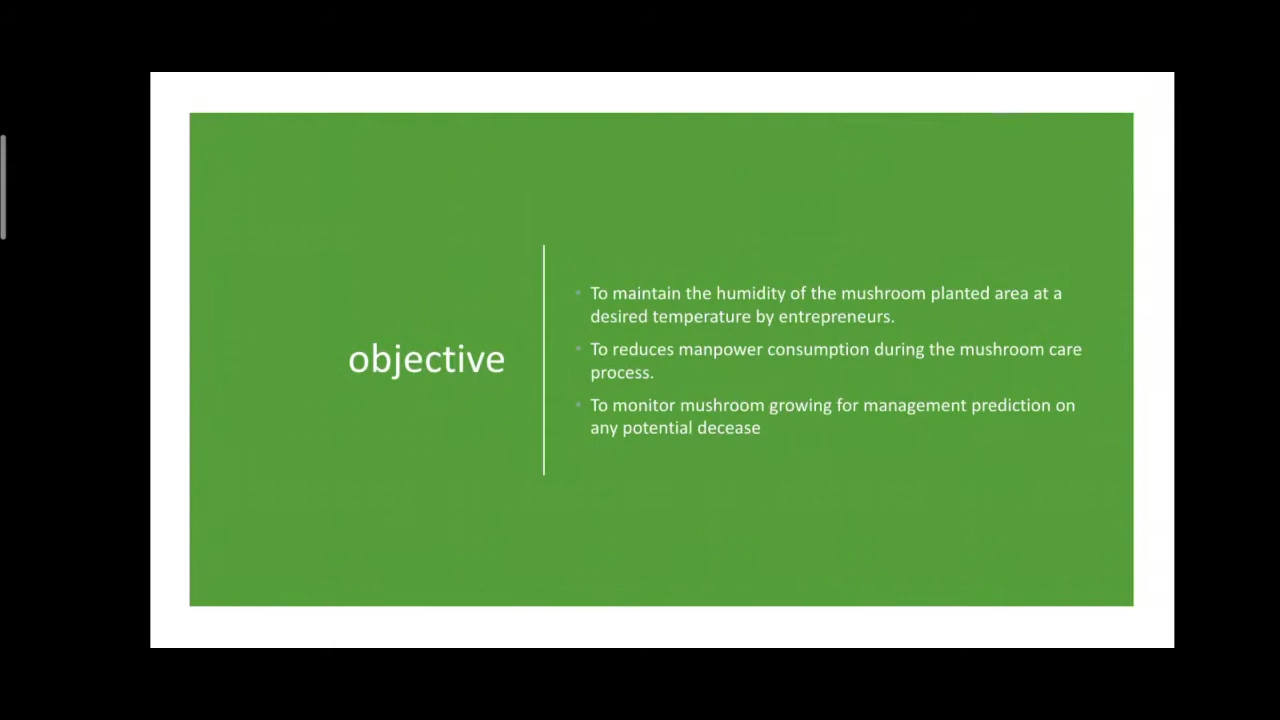 objective
• To maintain the humidity of the mushroom planted area at a
desired temperature by entrepreneurs.
• To reduces manpower consumption during the mushroom care
process.
• To monitor mushroom growing for management prediction on
any potential decease